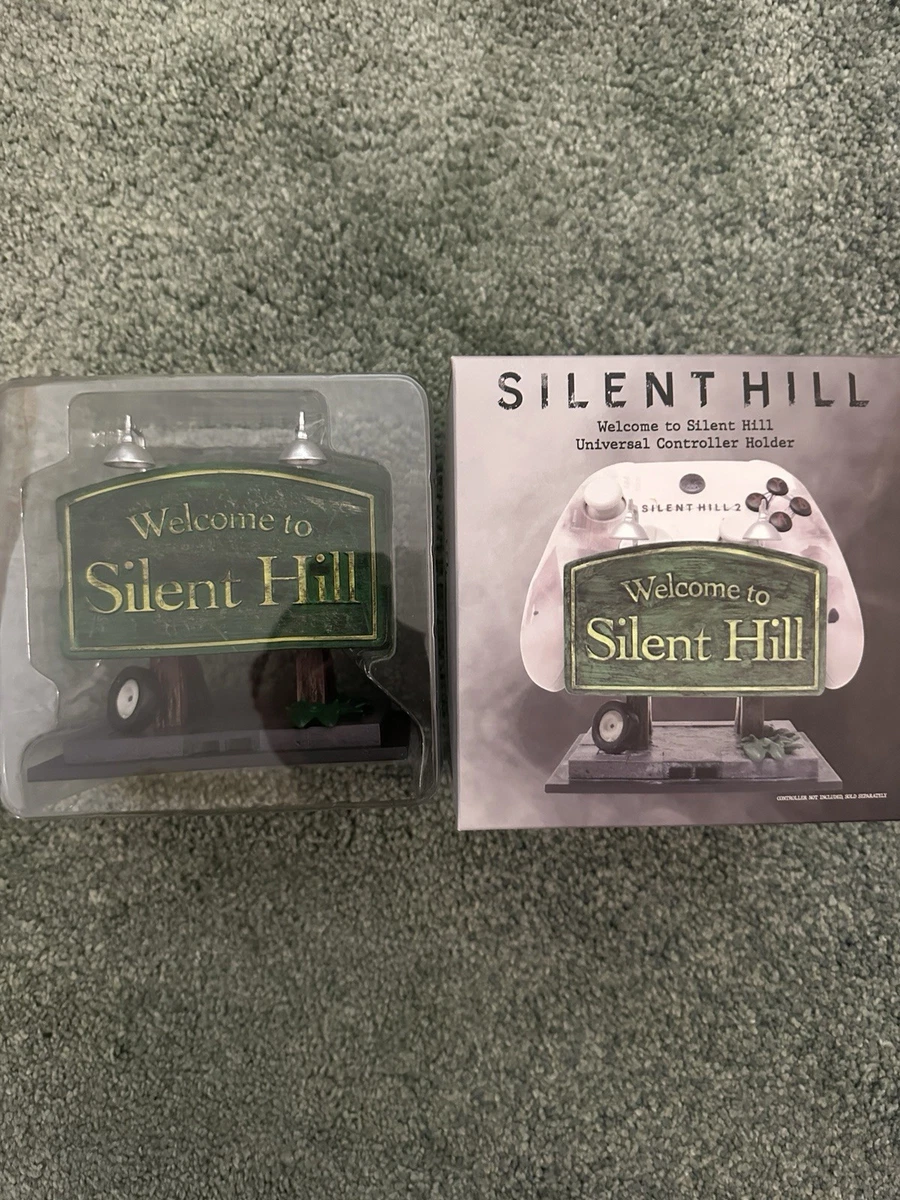 Welcome to
Silent Hill
SILENT HILL
Welcome to Silent Hill
Universal Controller Holder
SILENT HILL 2
Welcome to
Silent Hill
CONTROLLER NOT INCLUDED, SOLD SEPARATELY